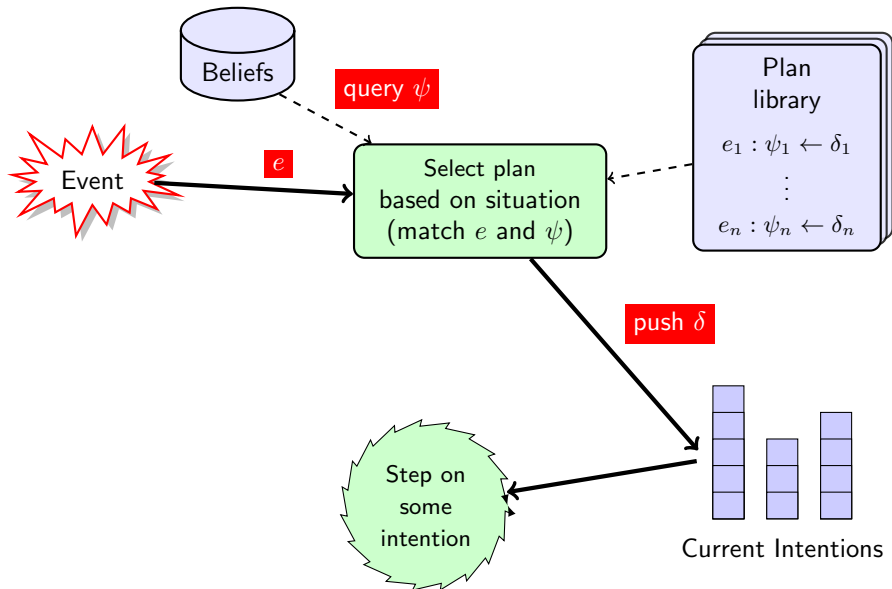 Beliefs
query ψ
Plan
library
e₁ : ψ₁ ← δ₁
⋮
eₙ : ψₙ ← δₙ
Event
e
Select plan
based on situation
(match e and ψ)
push δ
Step on
some
intention
Current Intentions